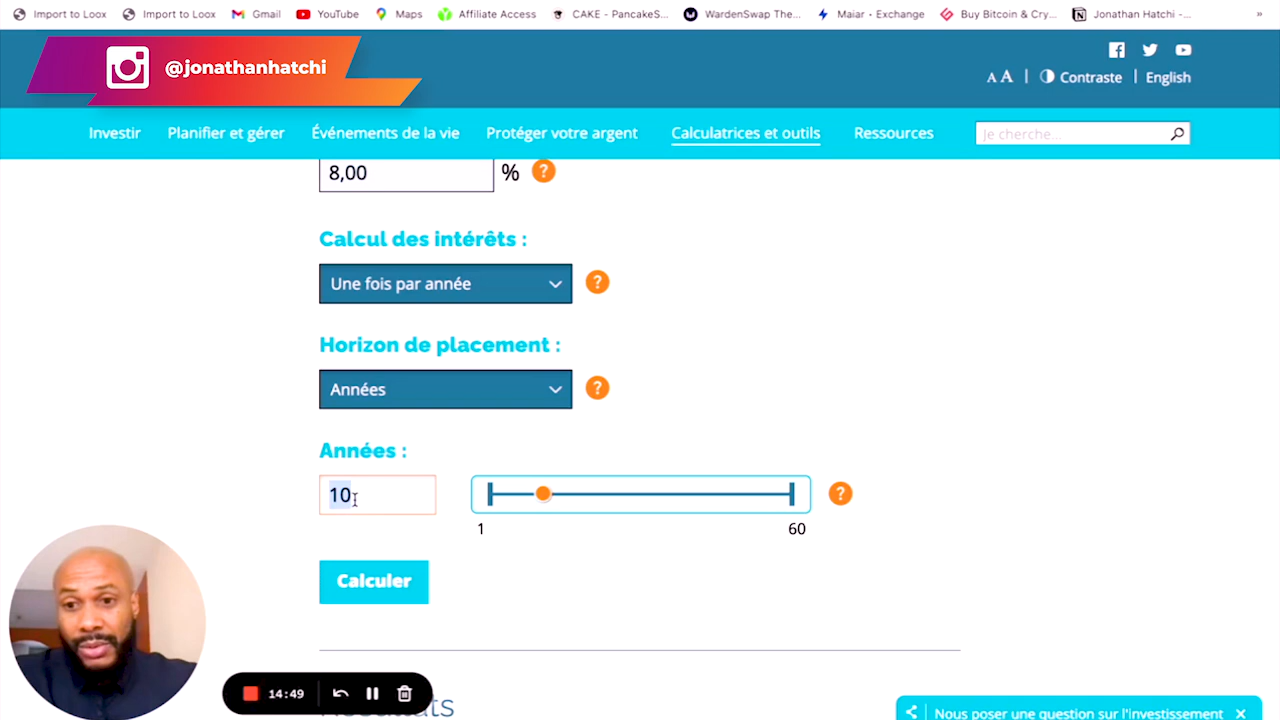 Import to Loox Import to Loox Gmail YouTube Maps Affiliate Access CAKE - PancakeS... WardenSwap The... Maiar • Exchange Buy Bitcoin & Cry... Jonathan Hatchi -... »
@jonathanhatchi
A A | Contraste | English
Investir Planifier et gérer Événements de la vie Protéger votre argent Calculatrices et outils Ressources Je cherche...
8,00 % ?
Calcul des intérêts :
Une fois par année ?
Horizon de placement :
Années ?
Années :
10 ?
1 60
Calculer
14:49
Résultats
Nous poser une question sur l'investissement ×